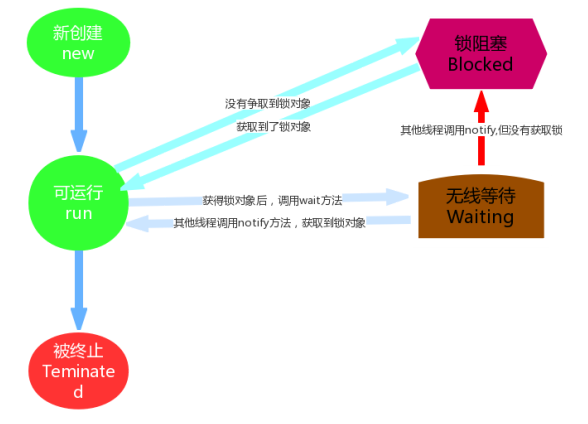 新创建
new
锁阻塞
Blocked
没有争取到锁对象
获取到了锁对象
其他线程调用notify,但没有获取锁
可运行
run
获得锁对象后，调用wait方法
其他线程调用notify方法，获取到锁对象
无线等待
Waiting
被终止
Teminate
d